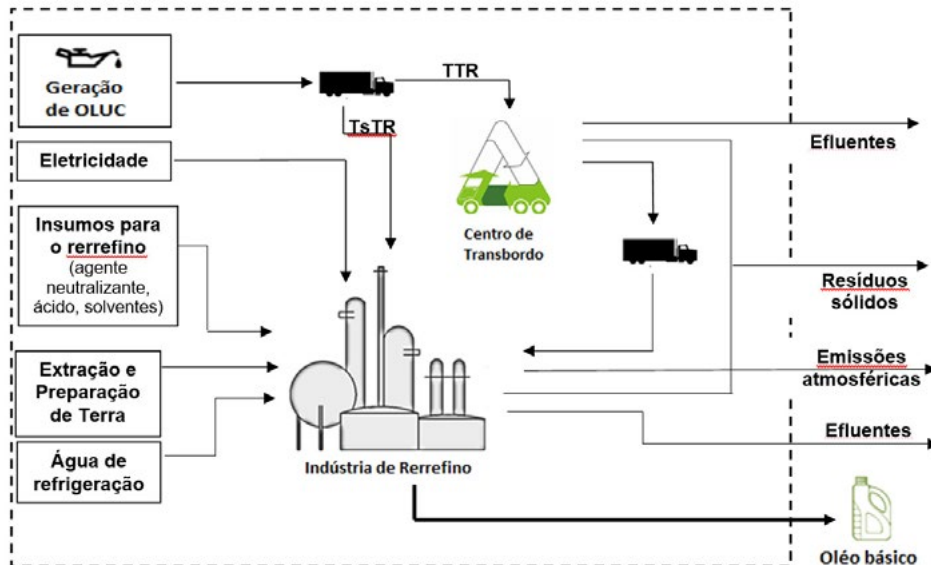 Geração
de OLUC
TTR
TsTR
Eletricidade
Insumos para
o rerrefino
(agente
neutralizante,
ácido, solventes)
Extração e
Preparação
de Terra
Água de
refrigeração
Centro de
Transbordo
Indústria de Rerrefino
Efluentes
Resíduos
sólidos
Emissões
atmosféricas
Efluentes
Oléo básico